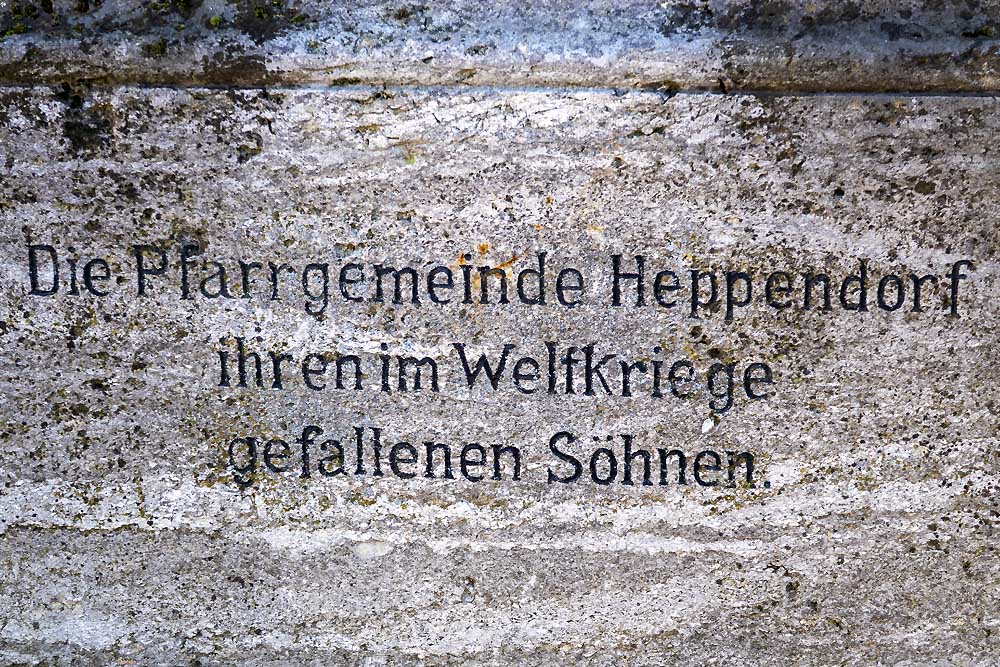 Die Pfarrgemeinde Heppendorf
ihren im Weltkriege
gefallenen Söhnen.